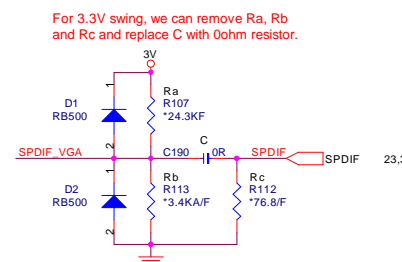 For 3.3V swing, we can remove Ra, Rb
and Rc and replace C with 0ohm resistor.
3V
1
Ra
D1
R107
RB500
*24.3KF
2
C
SPDIF_VGA
C190
0R
SPDIF
SPDIF
1
Rb
Rc
D2
R113
R112
RB500
*3.4KA/F
*76.8/F
2